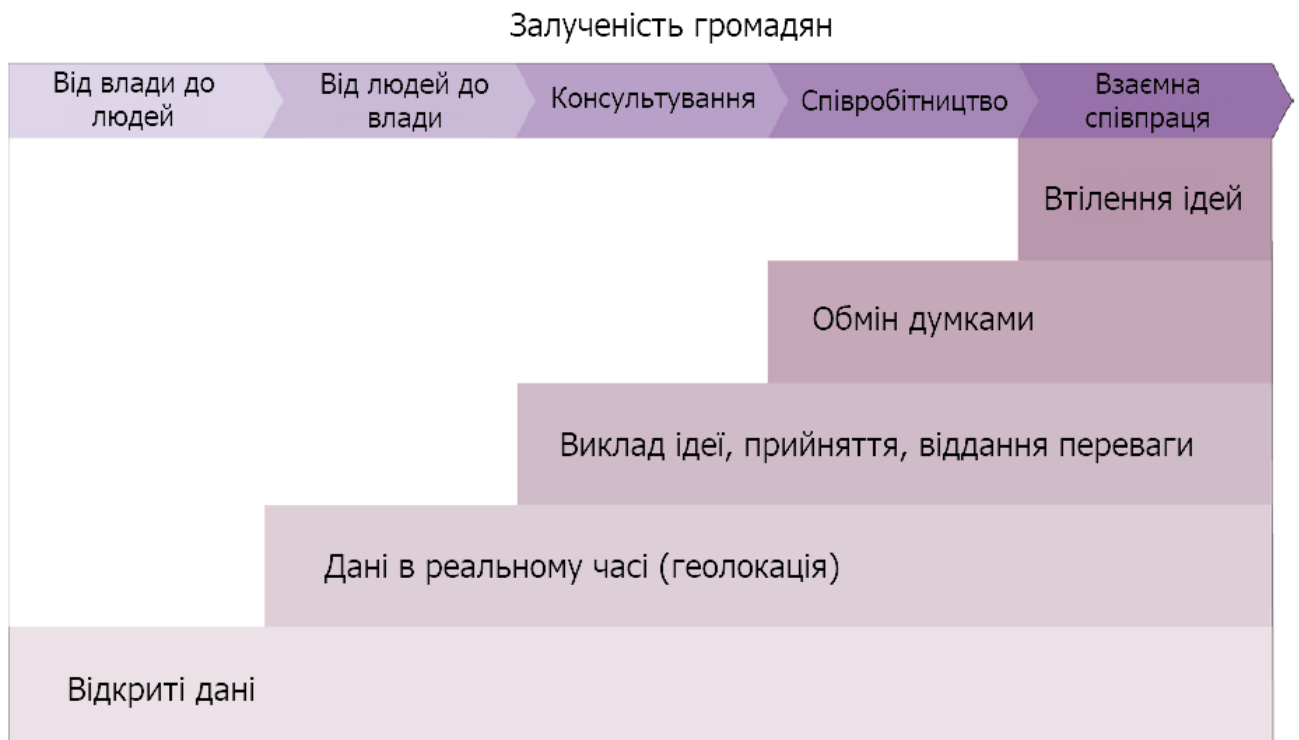 Залученість громадян
Від влади до
людей
Від людей до
влади
Консультування
Співробітництво
Взаємна
співпраця
Втілення ідей
Обмін думками
Виклад ідеї, прийняття, віддання переваги
Дані в реальному часі (геолокація)
Відкриті дані